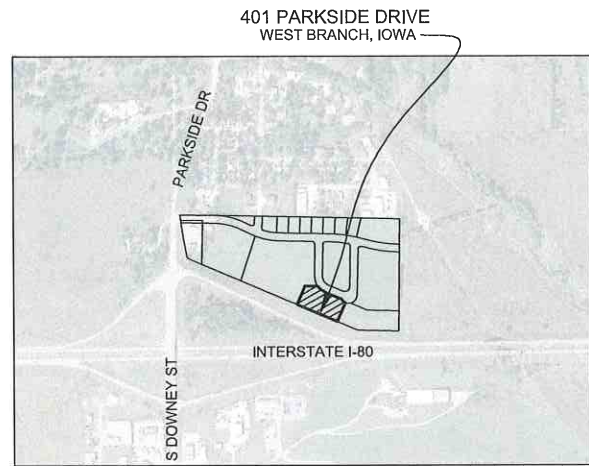 401 PARKSIDE DRIVE
WEST BRANCH, IOWA
PARKSIDE DR
INTERSTATE I-80
S DOWNEY ST